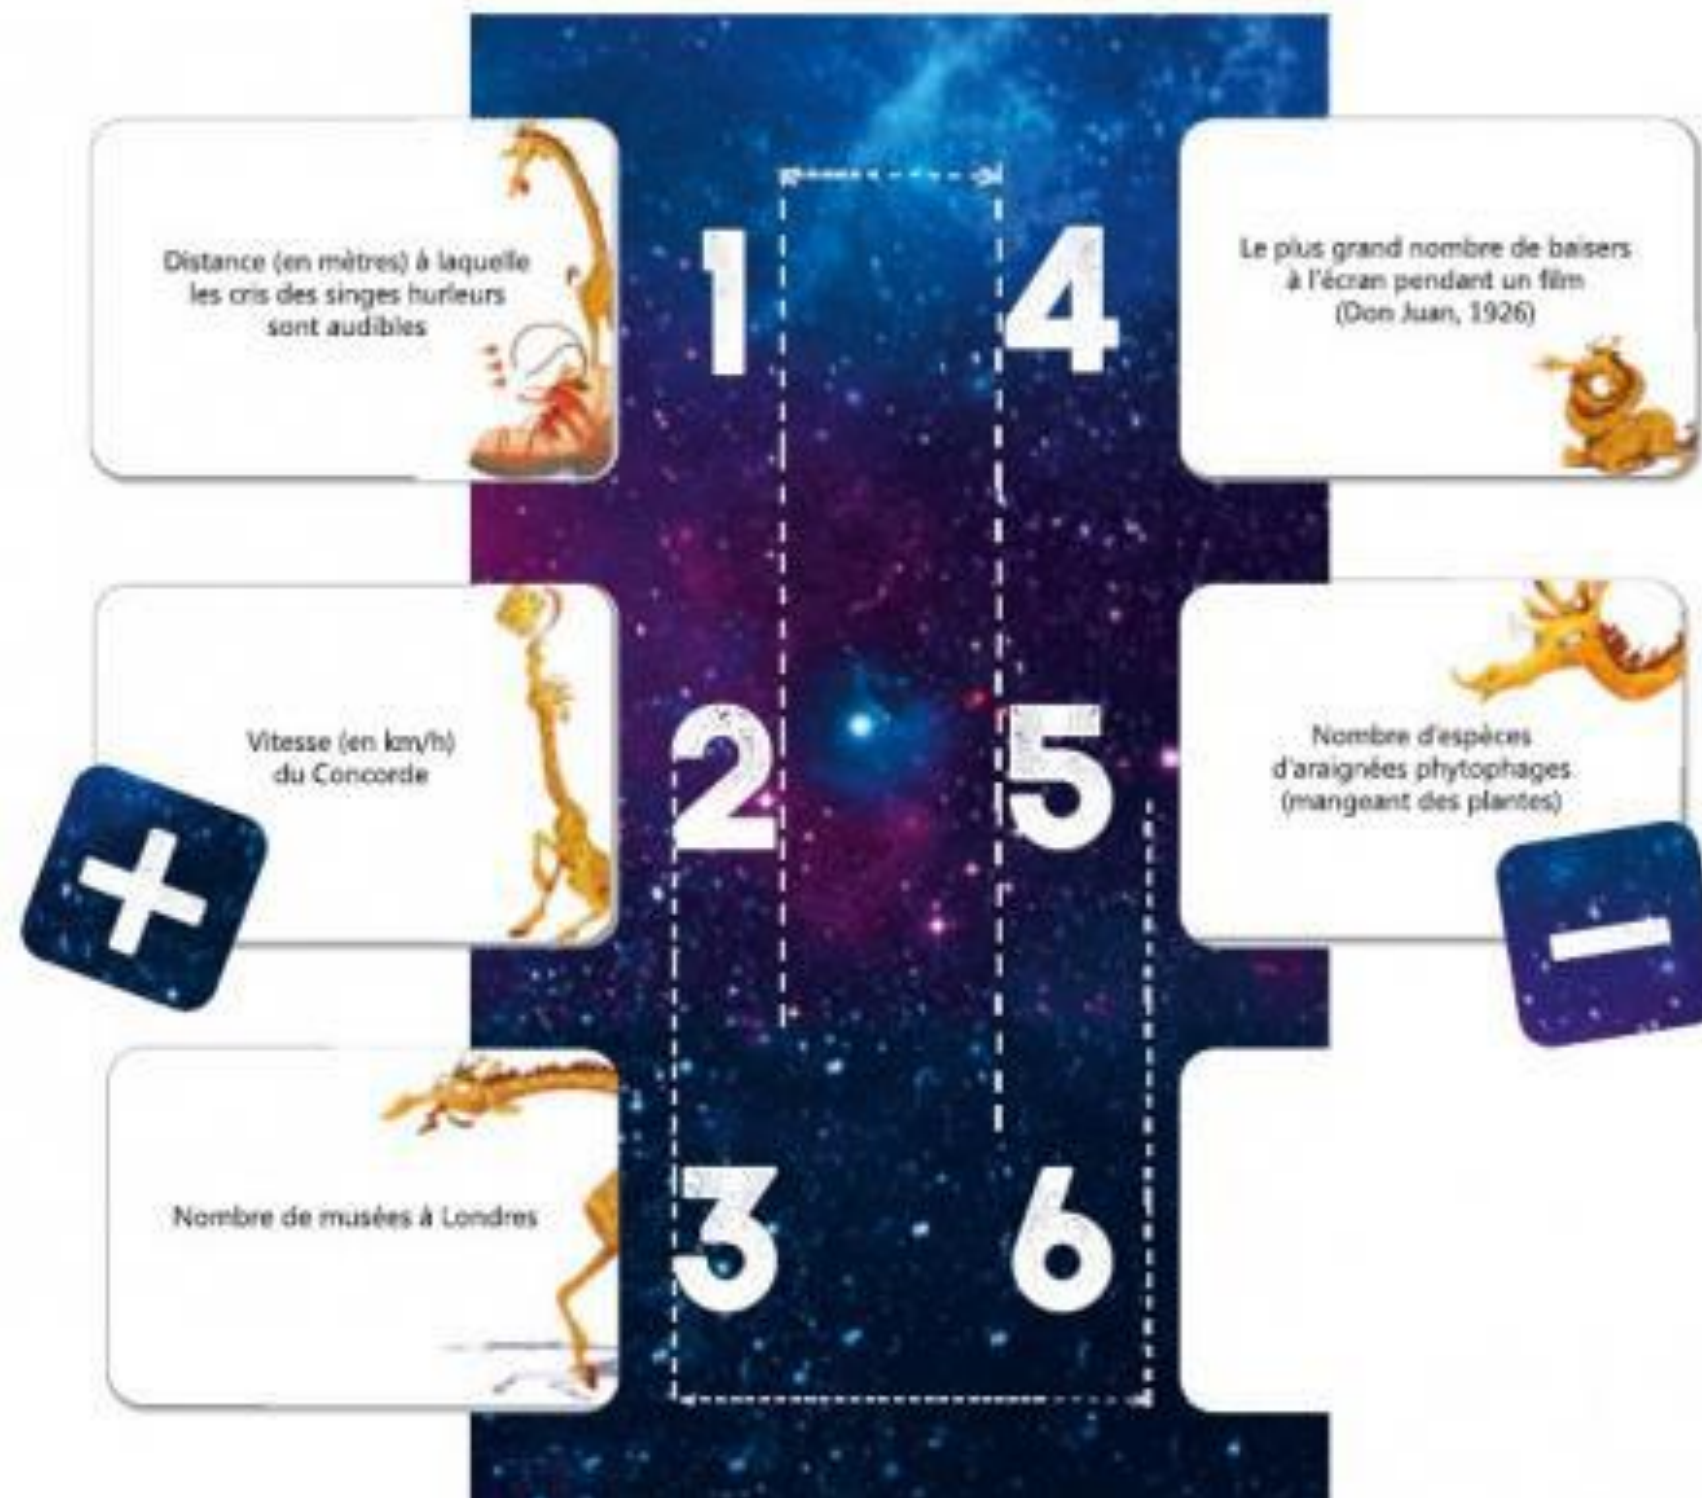 Distance (en mètres) à laquelle
les cris des singes hurleurs
sont audibles
1
4
Le plus grand nombre de baisers
à l'écran pendant un film
(Don Juan, 1926)
Vitesse (en km/h)
du Concorde
2
5
Nombre d'espèces
d'araignées phytophages
(mangeant des plantes)
+
−
Nombre de musées à Londres
3
6